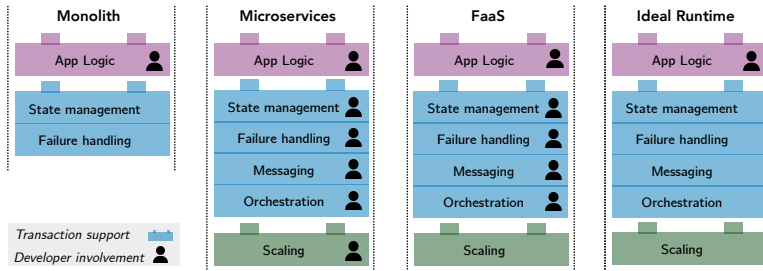 Monolith
App Logic
State management
Failure handling
Transaction support
Developer involvement
Microservices
App Logic
State management
Failure handling
Messaging
Orchestration
Scaling
FaaS
App Logic
State management
Failure handling
Messaging
Orchestration
Scaling
Ideal Runtime
App Logic
State management
Failure handling
Messaging
Orchestration
Scaling